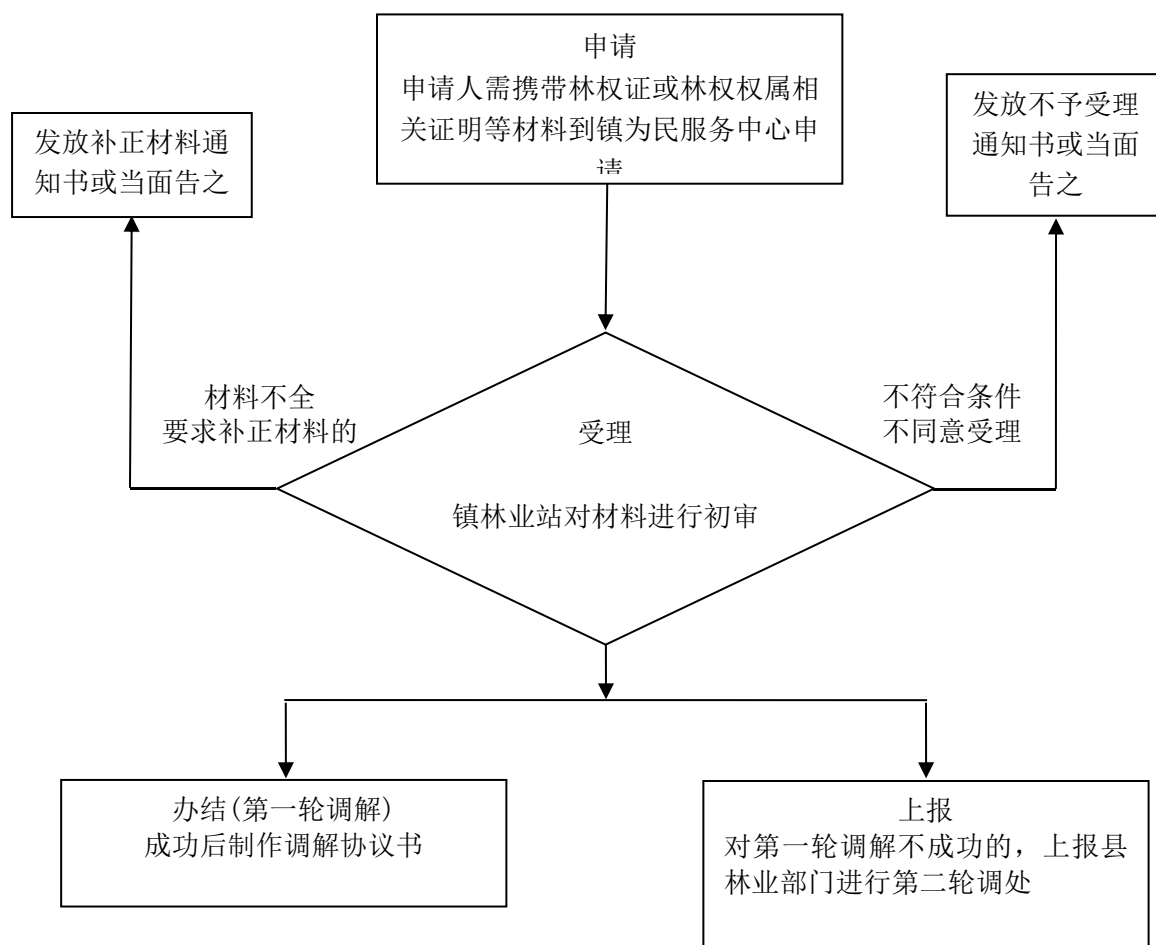 申请
申请人需携带林权证或林权权属相
关证明等材料到镇为民服务中心申
请
发放补正材料通
知书或当面告之
发放不予受理
通知书或当面
告之
材料不全
要求补正材料的
受理
镇林业站对材料进行初审
不符合条件
不同意受理
办结(第一轮调解)
成功后制作调解协议书
上报
对第一轮调解不成功的，上报县
林业部门进行第二轮调处